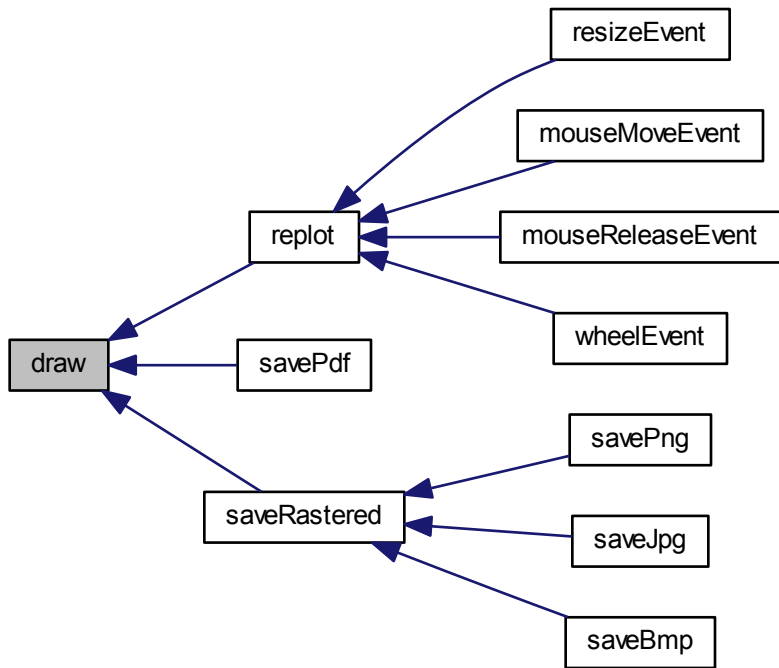 resizeEvent
mouseMoveEvent
replot
mouseReleaseEvent
wheelEvent
draw
savePdf
savePng
saveRastered
saveJpg
saveBmp